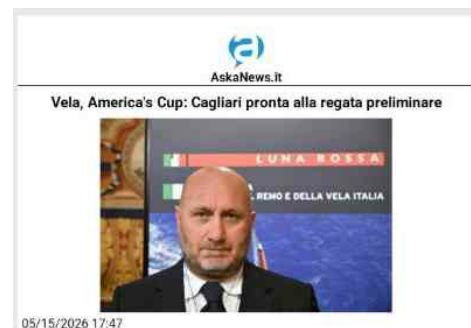 AskaNews.it
Vela, America's Cup: Cagliari pronta alla regata preliminare
LUNA ROSSA
REMO E DELLA VELA ITALIA
05/15/2026 17:47